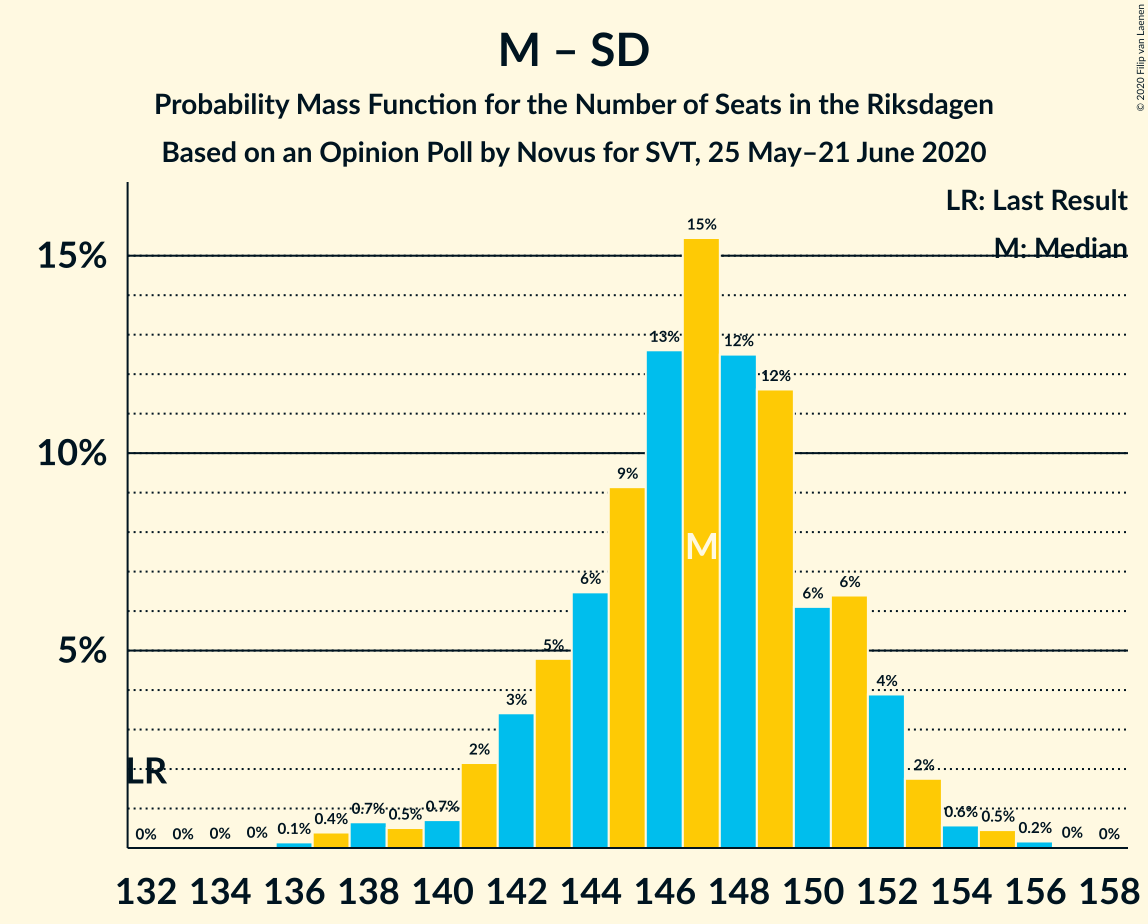 © 2020 Filip van Laenen
M – SD
Probability Mass Function for the Number of Seats in the Riksdagen
Based on an Opinion Poll by Novus for SVT, 25 May–21 June 2020
LR: Last Result
M: Median
15%
10%
5%
LR
M
0% 0% 0% 0% 0.1% 0.4% 0.7% 0.5% 0.7% 2% 3% 5% 6% 9% 13% 15% 12% 12% 6% 6% 4% 2% 0.6% 0.5% 0.2% 0% 0%
132 134 136 138 140 142 144 146 148 150 152 154 156 158